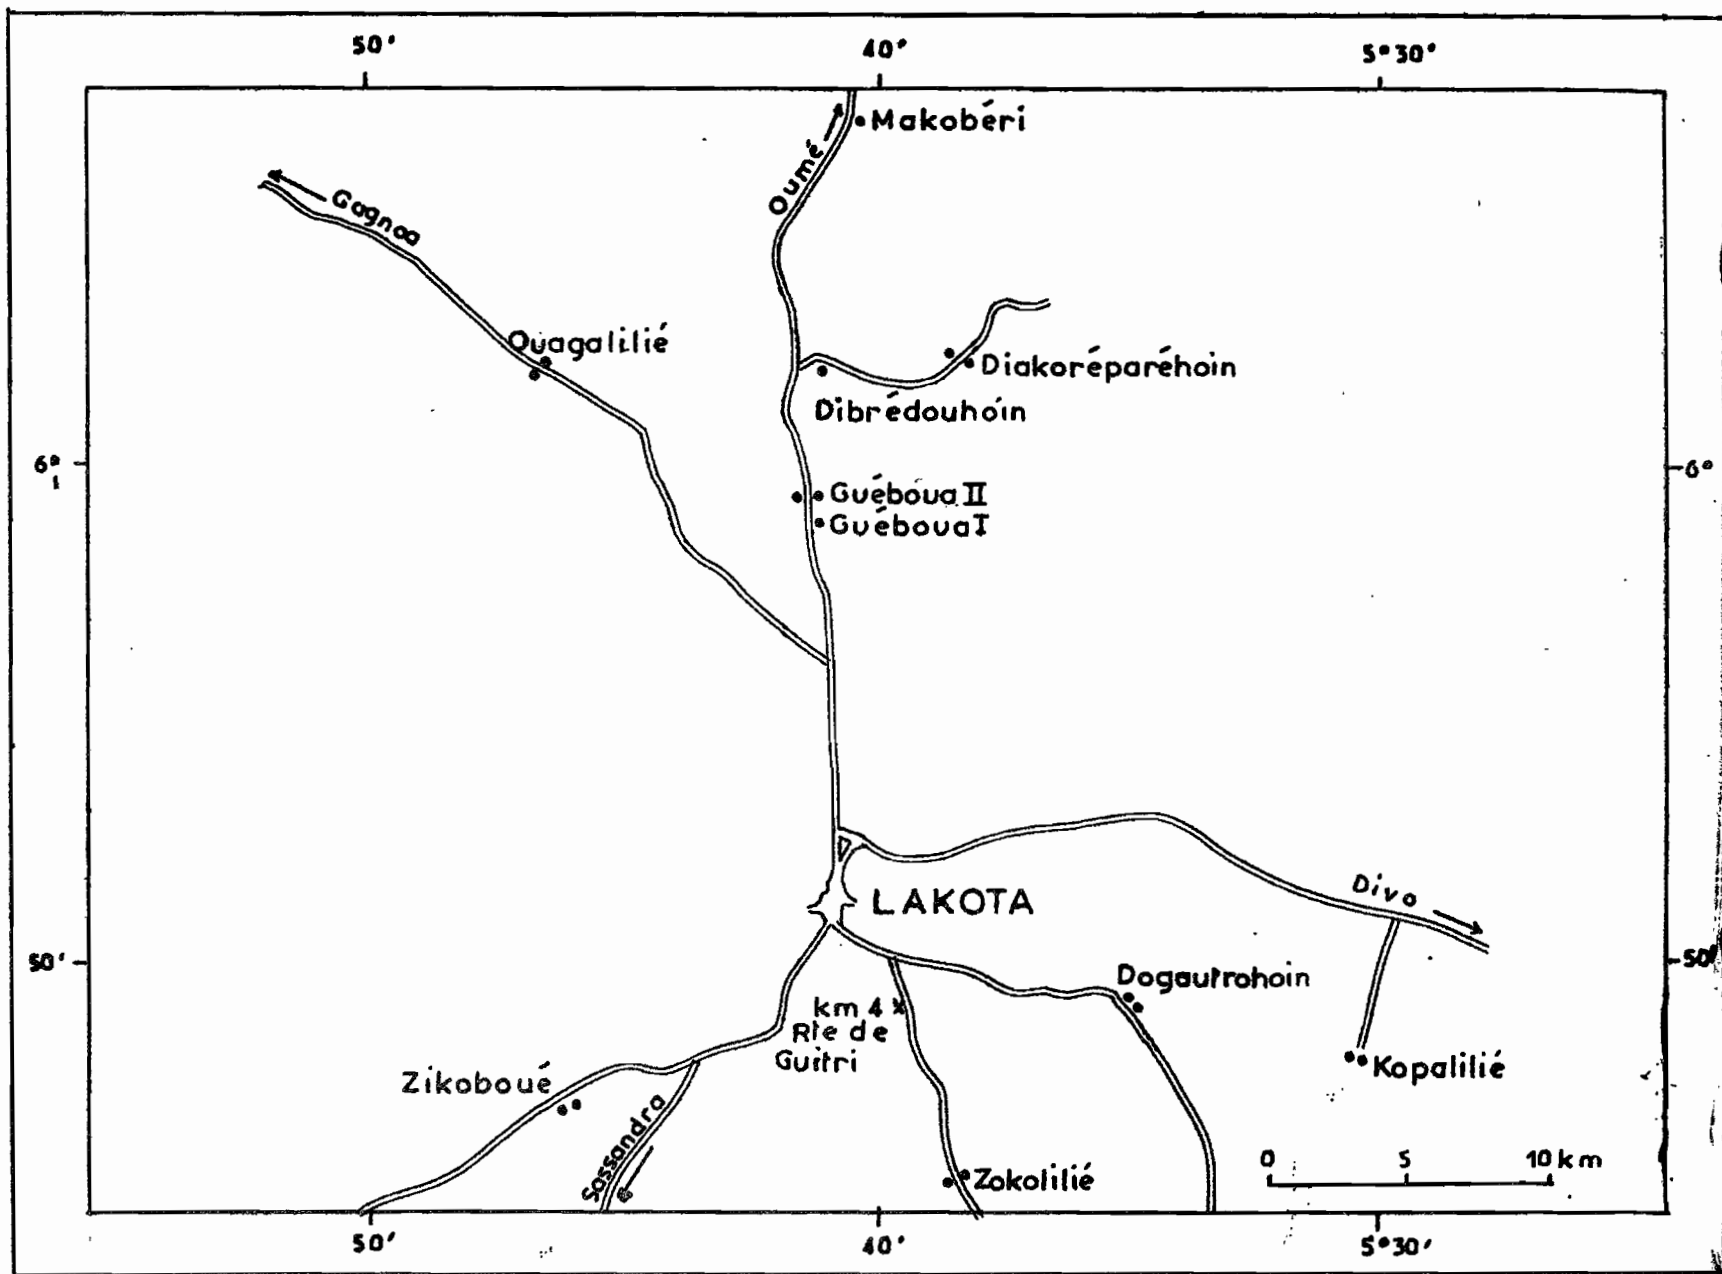 50' 40' 5°30'
Makobéri
Oumé
Gagnoa
Ouagalilié
Diakoréparéhoin
Dibrédouhoin
6° 6°
Guéboua II
Guéboua I
LAKOTA
Divo
50' 50'
Dogautrohoin
km 4 x
Rte de
Guitri
Kopalilié
Zikoboué
Sassandra
Zokolilié
0 5 10 km
50' 40' 5°30'